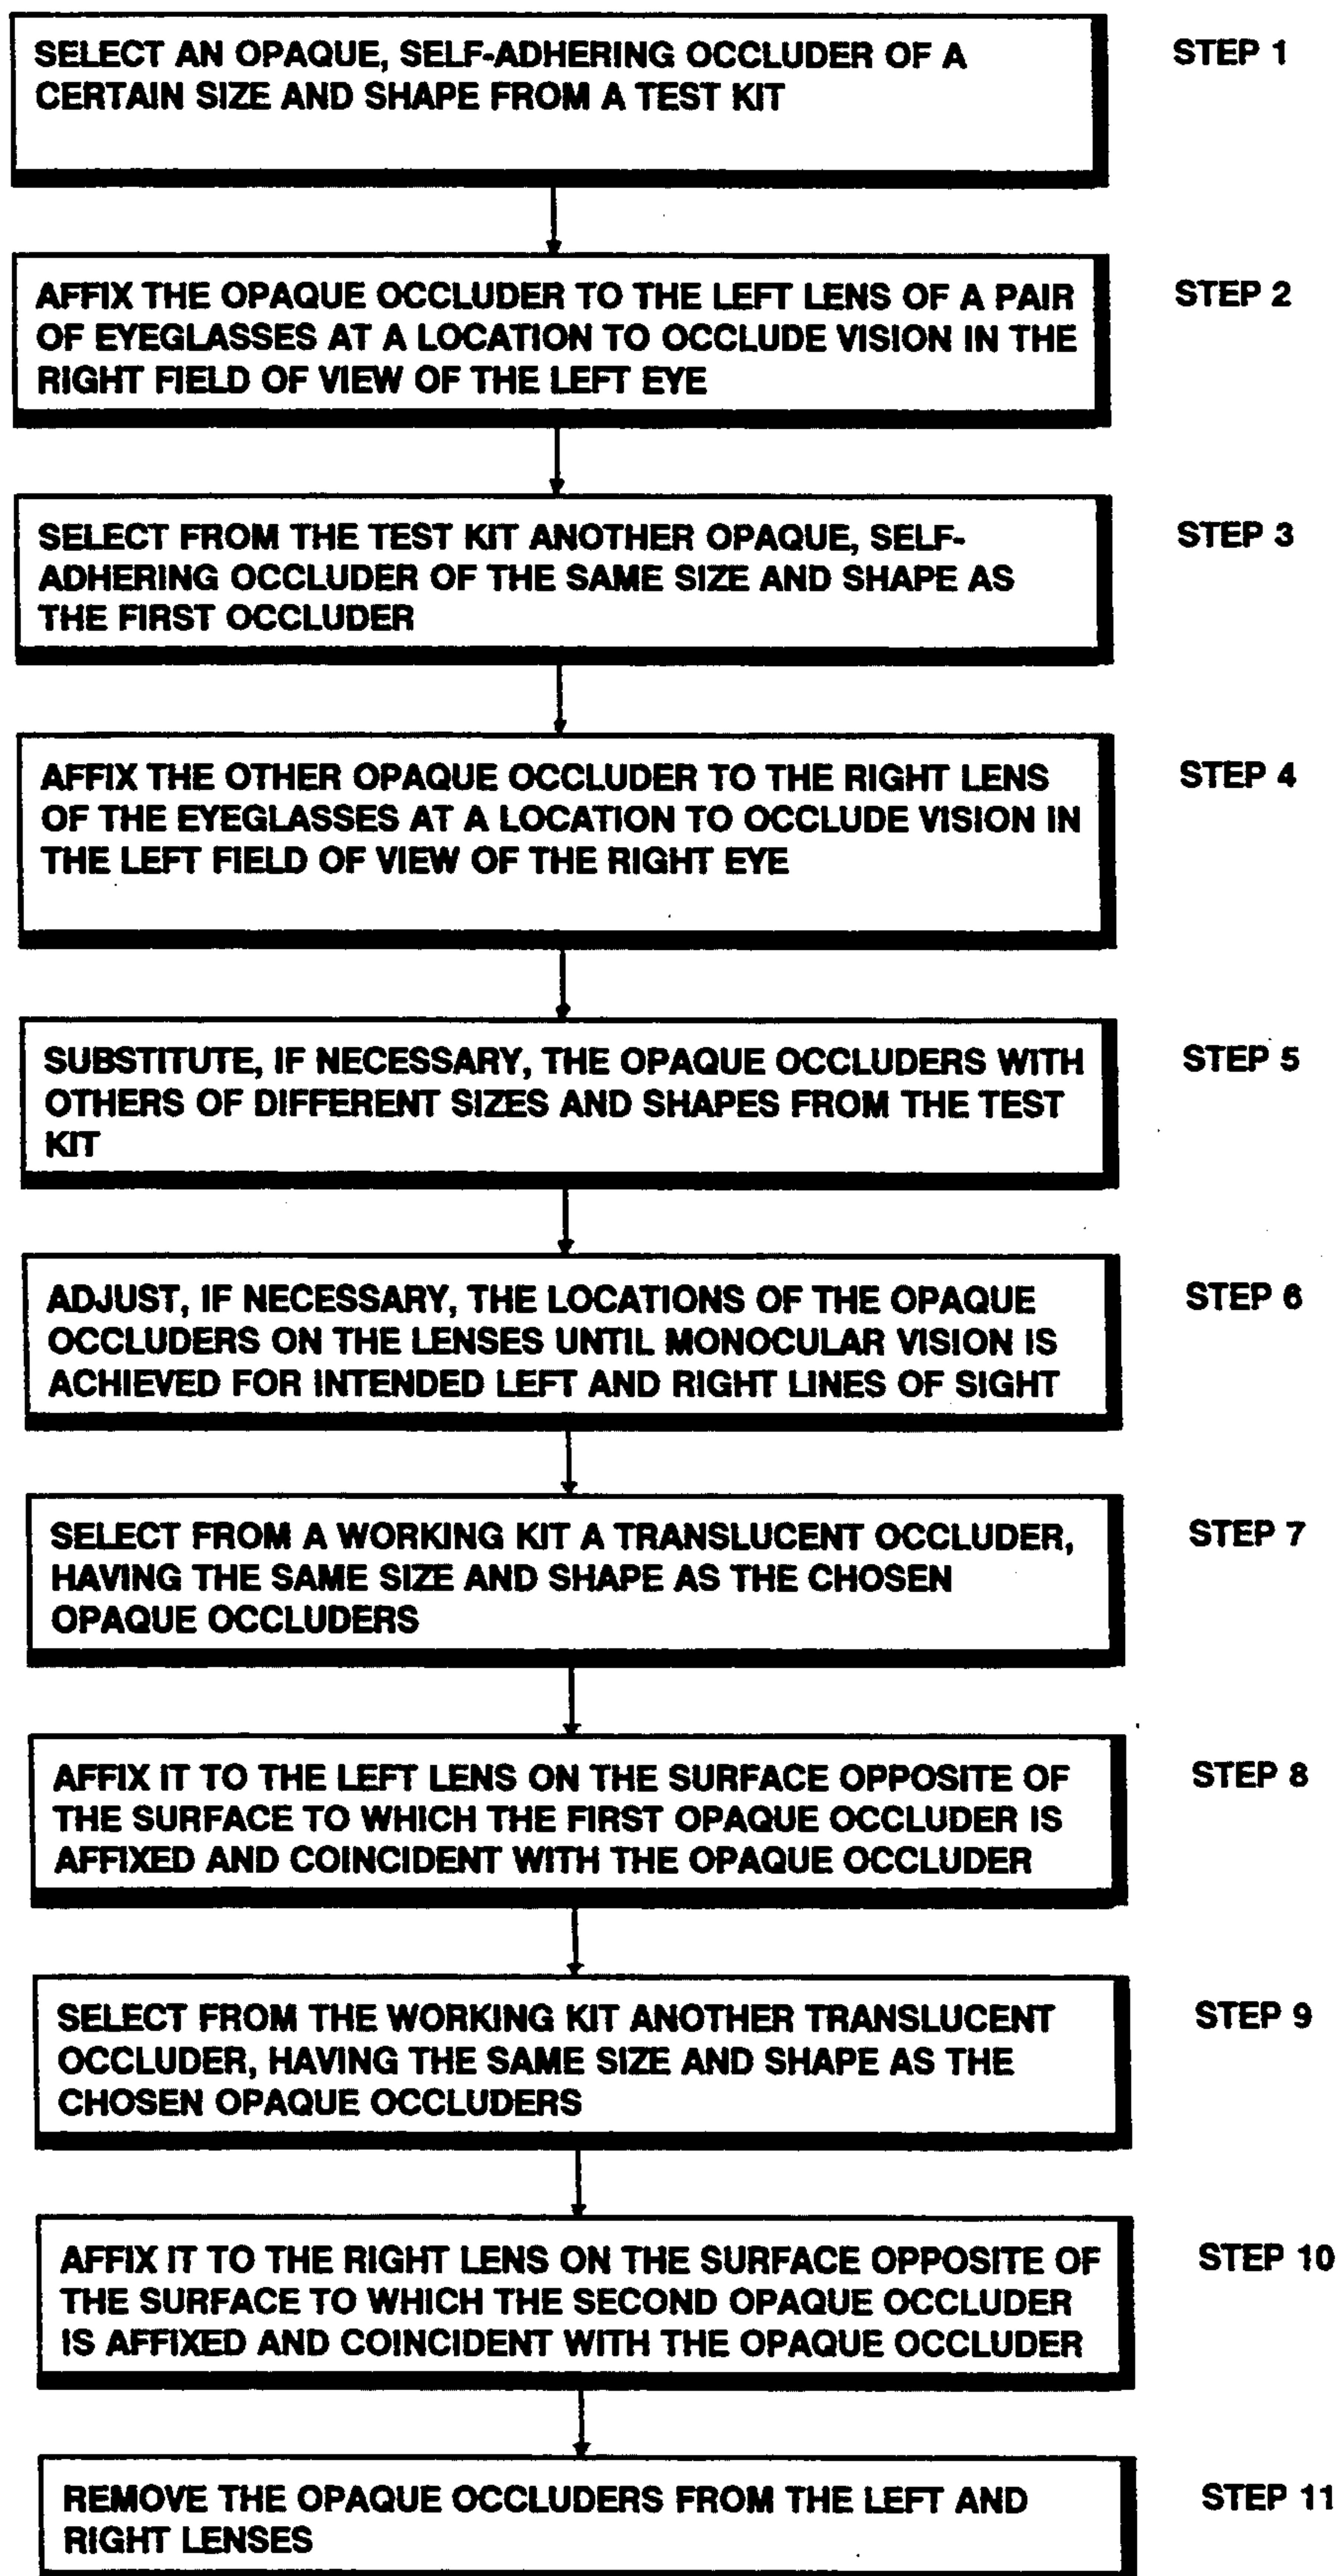 SELECT AN OPAQUE, SELF-ADHERING OCCLUDER OF A
CERTAIN SIZE AND SHAPE FROM A TEST KIT
STEP 1
AFFIX THE OPAQUE OCCLUDER TO THE LEFT LENS OF A PAIR
OF EYEGLASSES AT A LOCATION TO OCCLUDE VISION IN THE
RIGHT FIELD OF VIEW OF THE LEFT EYE
STEP 2
SELECT FROM THE TEST KIT ANOTHER OPAQUE, SELF-
ADHERING OCCLUDER OF THE SAME SIZE AND SHAPE AS
THE FIRST OCCLUDER
STEP 3
AFFIX THE OTHER OPAQUE OCCLUDER TO THE RIGHT LENS
OF THE EYEGLASSES AT A LOCATION TO OCCLUDE VISION IN
THE LEFT FIELD OF VIEW OF THE RIGHT EYE
STEP 4
SUBSTITUTE, IF NECESSARY, THE OPAQUE OCCLUDERS WITH
OTHERS OF DIFFERENT SIZES AND SHAPES FROM THE TEST
KIT
STEP 5
ADJUST, IF NECESSARY, THE LOCATIONS OF THE OPAQUE
OCCLUDERS ON THE LENSES UNTIL MONOCULAR VISION IS
ACHIEVED FOR INTENDED LEFT AND RIGHT LINES OF SIGHT
STEP 6
SELECT FROM A WORKING KIT A TRANSLUCENT OCCLUDER,
HAVING THE SAME SIZE AND SHAPE AS THE CHOSEN
OPAQUE OCCLUDERS
STEP 7
AFFIX IT TO THE LEFT LENS ON THE SURFACE OPPOSITE OF
THE SURFACE TO WHICH THE FIRST OPAQUE OCCLUDER IS
AFFIXED AND COINCIDENT WITH THE OPAQUE OCCLUDER
STEP 8
SELECT FROM THE WORKING KIT ANOTHER TRANSLUCENT
OCCLUDER, HAVING THE SAME SIZE AND SHAPE AS THE
CHOSEN OPAQUE OCCLUDERS
STEP 9
AFFIX IT TO THE RIGHT LENS ON THE SURFACE OPPOSITE OF
THE SURFACE TO WHICH THE SECOND OPAQUE OCCLUDER
IS AFFIXED AND COINCIDENT WITH THE OPAQUE OCCLUDER
STEP 10
REMOVE THE OPAQUE OCCLUDERS FROM THE LEFT AND
RIGHT LENSES
STEP 11